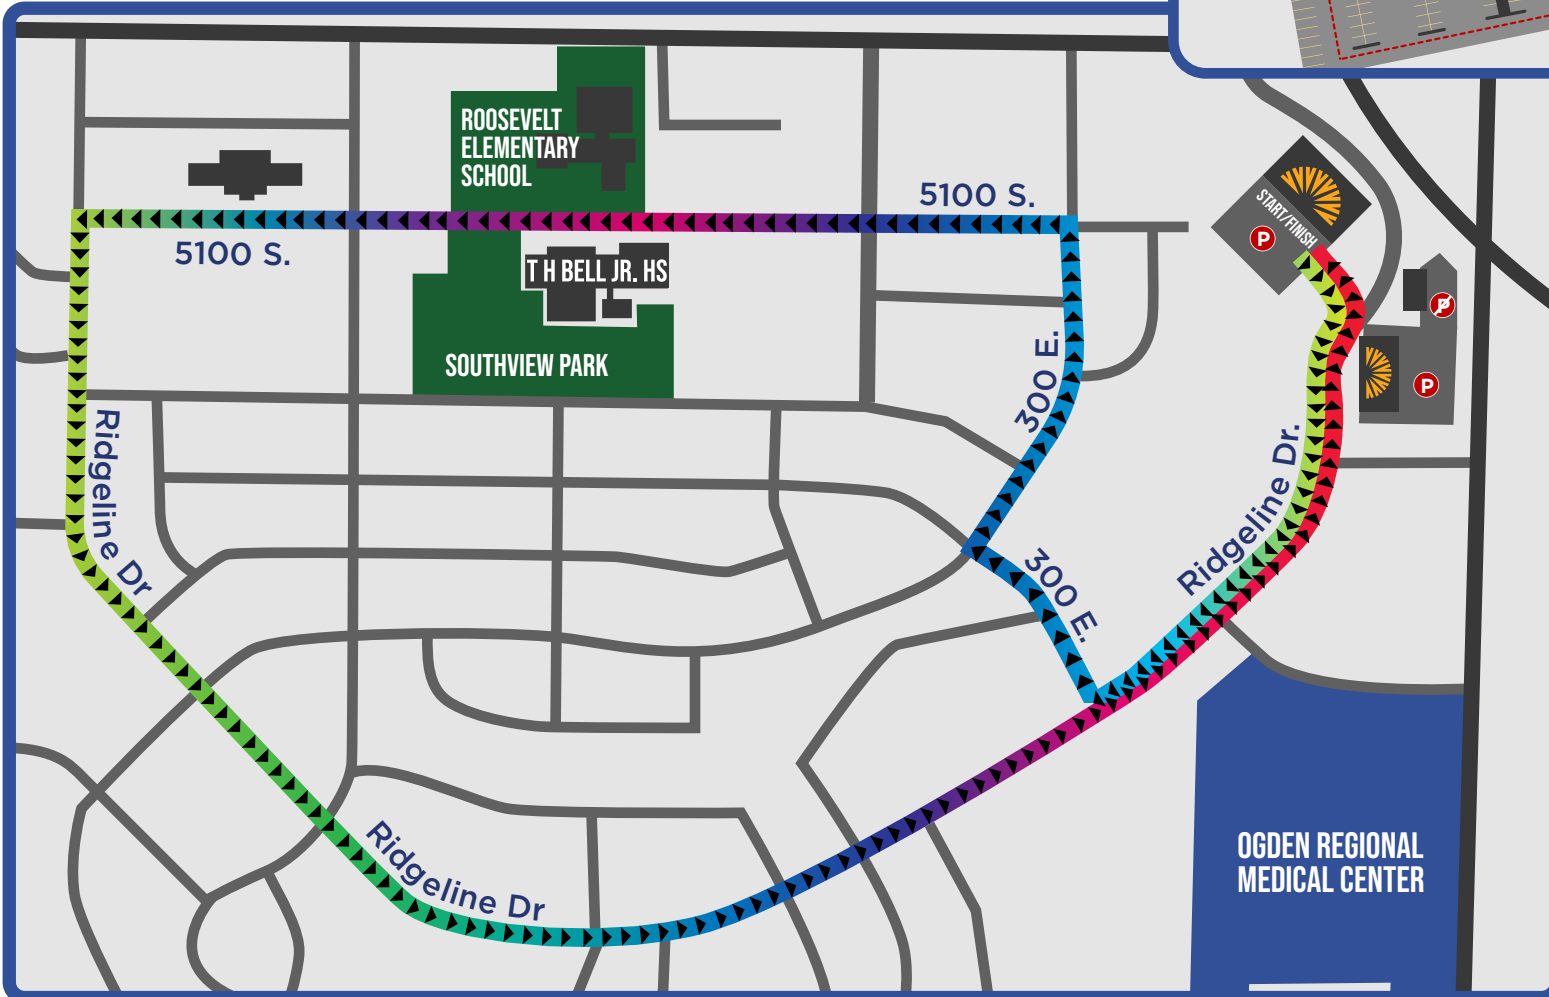 ROOSEVELT
ELEMENTARY
SCHOOL
5100 S.
START/FINISH
P
5100 S.
T H BELL JR. HS
P
SOUTHVIEW PARK
300 E.
P
Ridgeline Dr
Ridgeline Dr.
300 E.
Ridgeline Dr
OGDEN REGIONAL
MEDICAL CENTER